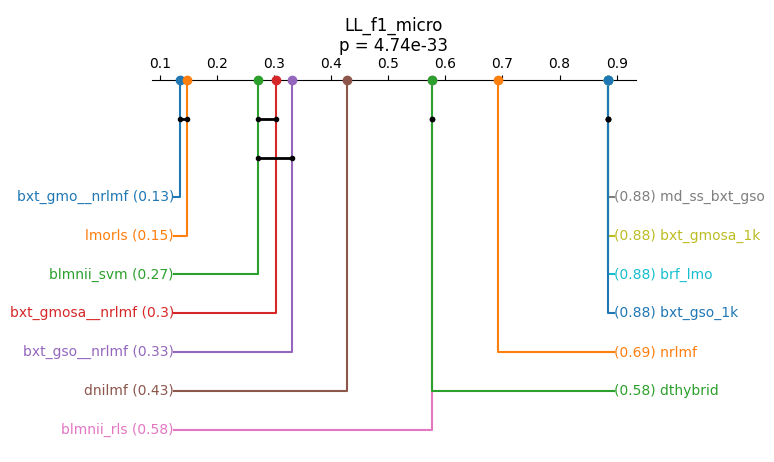 LL_f1_micro
p = 4.74e-33
0.1 0.2 0.3 0.4 0.5 0.6 0.7 0.8 0.9
bxt_gmo__nrlmf (0.13)
(0.88) md_ss_bxt_gso
lmorls (0.15)
(0.88) bxt_gmosa_1k
blmnii_svm (0.27)
(0.88) brf_lmo
bxt_gmosa__nrlmf (0.3)
(0.88) bxt_gso_1k
bxt_gso__nrlmf (0.33)
(0.69) nrlmf
dnilmf (0.43)
(0.58) dthybrid
blmnii_rls (0.58)